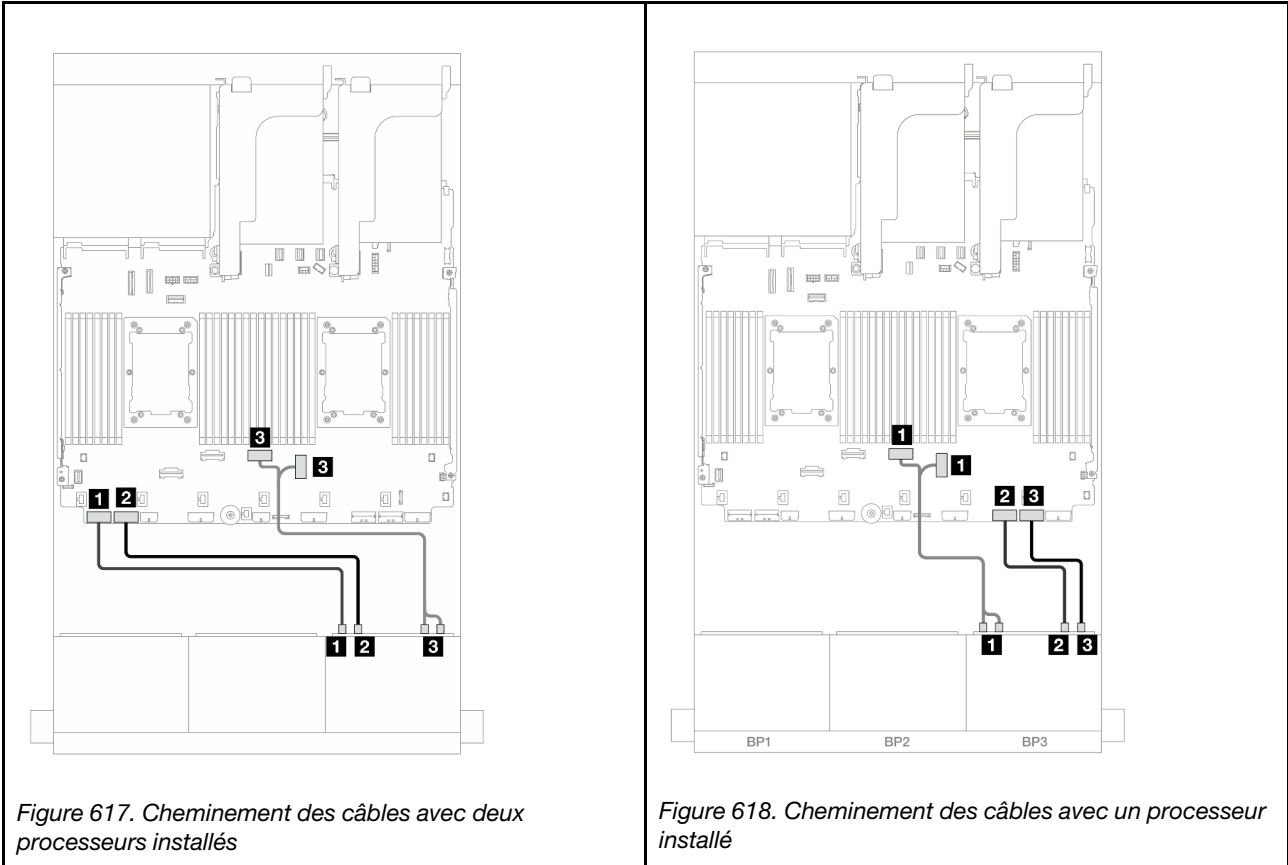 3
3
1 2
1 2 3
Figure 617. Cheminement des câbles avec deux
processeurs installés
1
1
2 3
1 2 3
BP1 BP2 BP3
Figure 618. Cheminement des câbles avec un processeur
installé